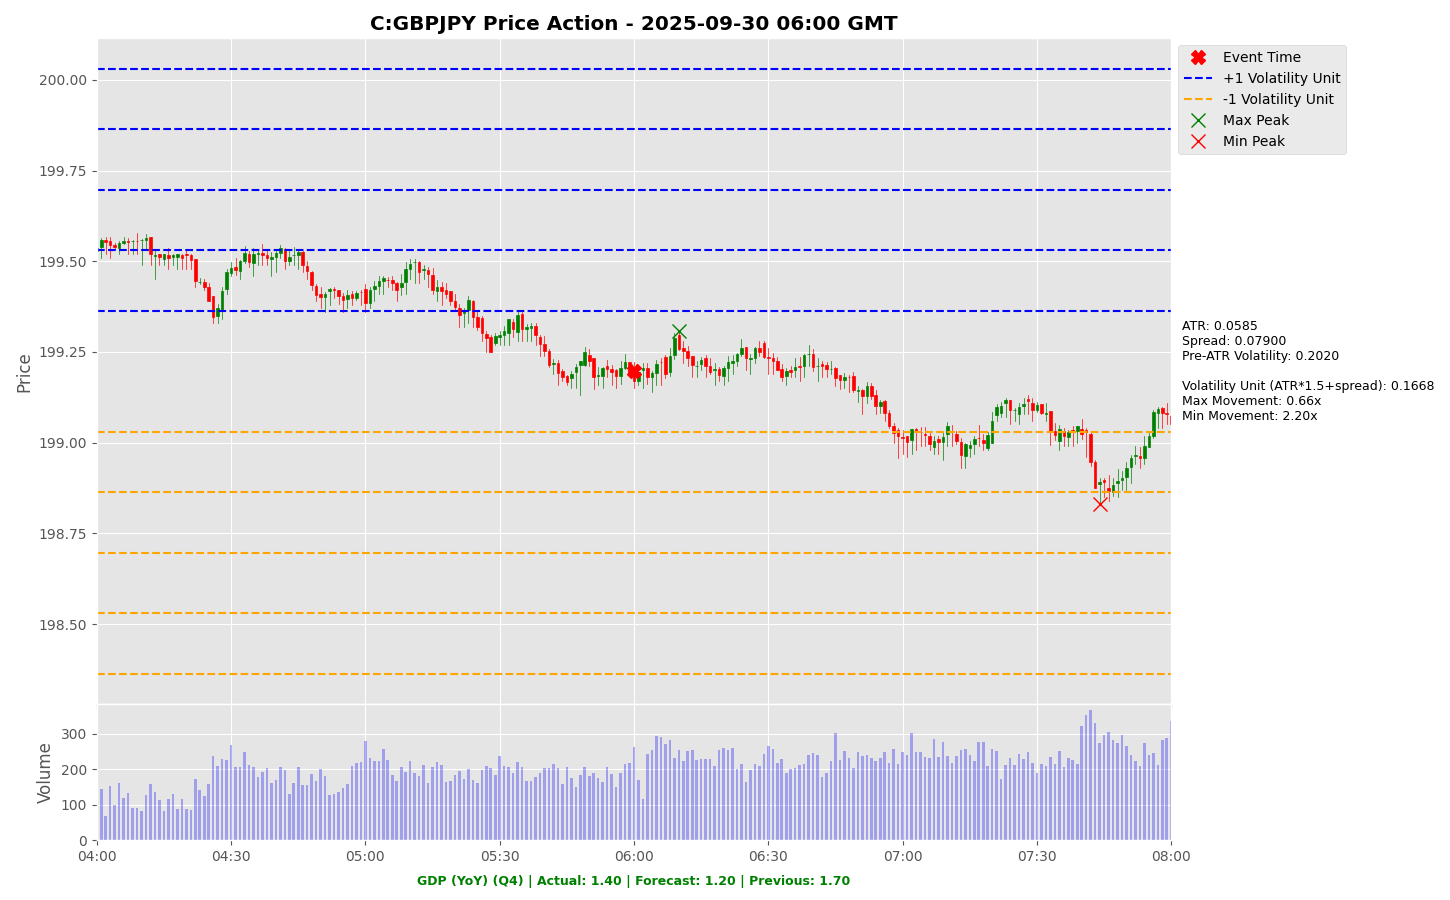 C:GBPJPY Price Action - 2025-09-30 06:00 GMT
Event Time
+1 Volatility Unit
-1 Volatility Unit
Max Peak
Min Peak
Price
200.00
199.75
199.50
199.25
199.00
198.75
198.50
ATR: 0.0585
Spread: 0.07900
Pre-ATR Volatility: 0.2020
Volatility Unit (ATR*1.5+spread): 0.1668
Max Movement: 0.66x
Min Movement: 2.20x
Volume
300
200
100
0
04:00 04:30 05:00 05:30 06:00 06:30 07:00 07:30 08:00
GDP (YoY) (Q4) | Actual: 1.40 | Forecast: 1.20 | Previous: 1.70